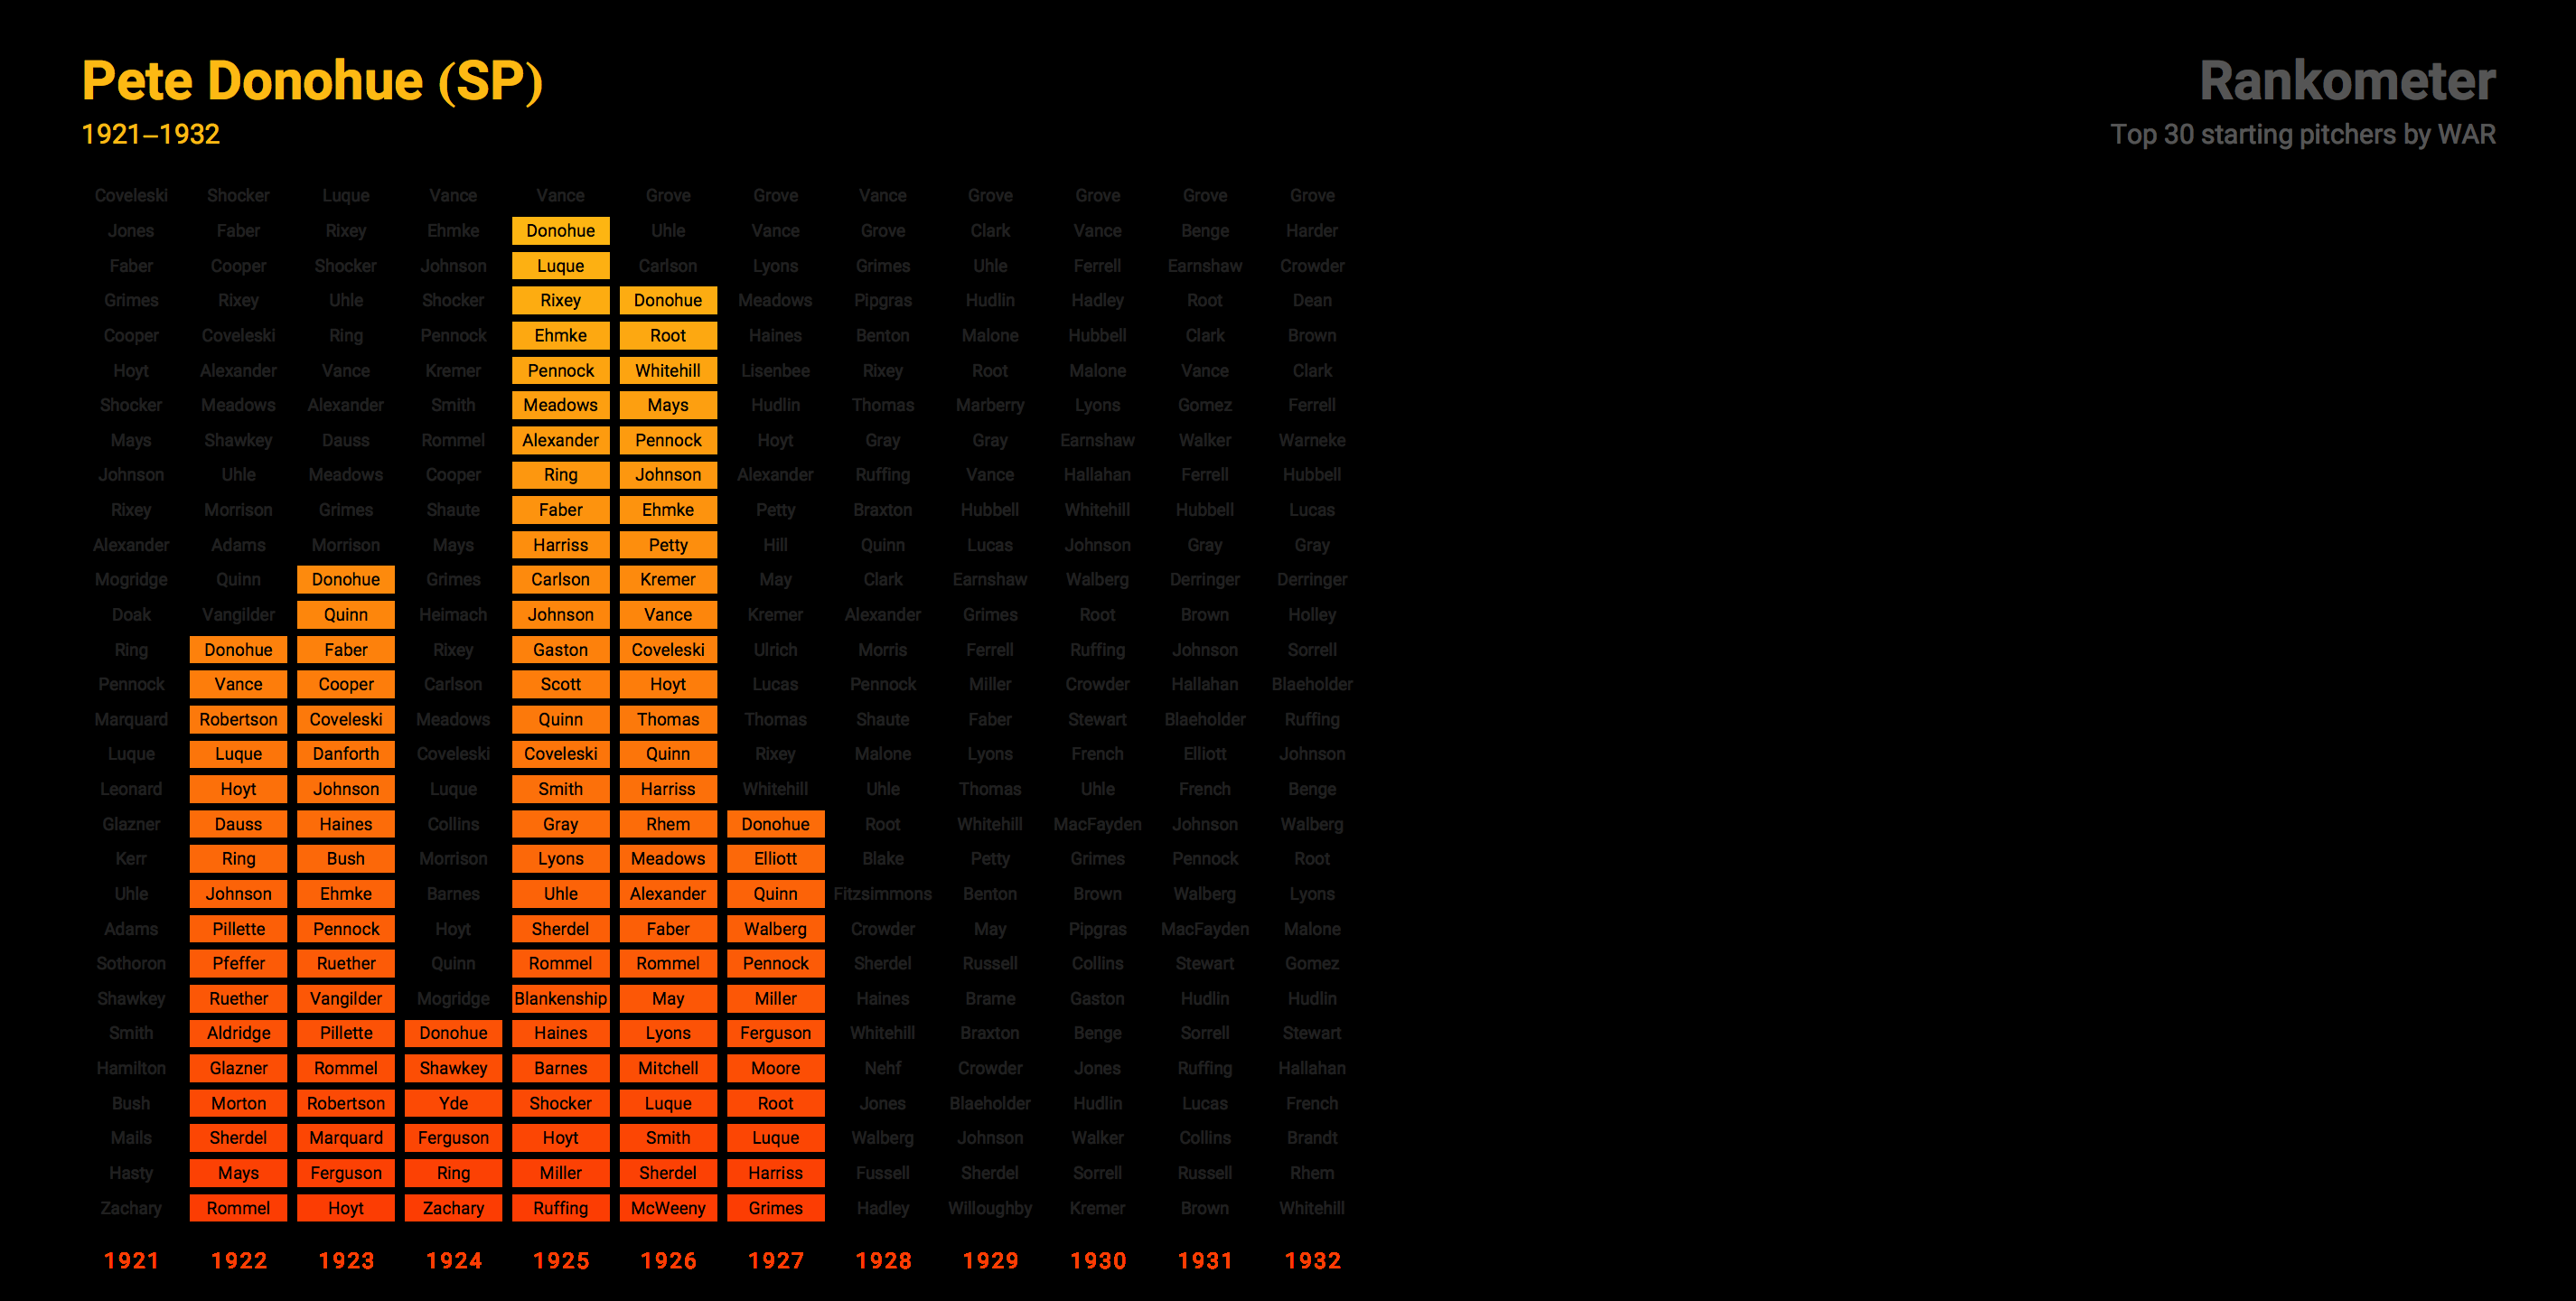 Pete Donohue (SP)
1921–1932
Rankometer
Top 30 starting pitchers by WAR
Coveleski Shocker Luque Vance Vance Grove Grove Vance Grove Grove Grove Grove
Jones Faber Rixey Ehmke Donohue Uhle Vance Grove Clark Vance Benge Harder
Faber Cooper Shocker Johnson Luque Carlson Lyons Grimes Uhle Ferrell Earnshaw Crowder
Grimes Rixey Uhle Shocker Rixey Donohue Meadows Pipgras Hudlin Hadley Root Dean
Cooper Coveleski Ring Pennock Ehmke Root Haines Benton Malone Hubbell Clark Brown
Hoyt Alexander Vance Kremer Pennock Whitehill Lisenbee Rixey Root Malone Vance Clark
Shocker Meadows Alexander Smith Meadows Mays Hudlin Thomas Marberry Lyons Gomez Ferrell
Mays Shawkey Dauss Rommel Alexander Pennock Hoyt Gray Gray Earnshaw Walker Warneke
Johnson Uhle Meadows Cooper Ring Johnson Alexander Ruffing Vance Hallahan Ferrell Hubbell
Rixey Morrison Grimes Shaute Faber Ehmke Petty Braxton Hubbell Whitehill Hubbell Lucas
Alexander Adams Morrison Mays Harriss Petty Hill Quinn Lucas Johnson Gray Gray
Mogridge Quinn Donohue Grimes Carlson Kremer May Clark Earnshaw Walberg Derringer Derringer
Doak Vangilder Quinn Heimach Johnson Vance Kremer Alexander Grimes Root Brown Holley
Ring Donohue Faber Rixey Gaston Coveleski Ulrich Morris Ferrell Ruffing Johnson Sorrell
Pennock Vance Cooper Carlson Scott Hoyt Lucas Pennock Miller Crowder Hallahan Blaeholder
Marquard Robertson Coveleski Meadows Quinn Thomas Thomas Shaute Faber Stewart Blaeholder Ruffing
Luque Luque Danforth Coveleski Coveleski Quinn Rixey Malone Lyons French Elliott Johnson
Leonard Hoyt Johnson Luque Smith Harriss Whitehill Uhle Thomas Uhle French Benge
Glazner Dauss Haines Collins Gray Rhem Donohue Root Whitehill MacFayden Johnson Walberg
Kerr Ring Bush Morrison Lyons Meadows Elliott Blake Petty Grimes Pennock Root
Uhle Johnson Ehmke Barnes Uhle Alexander Quinn Fitzsimmons Benton Brown Walberg Lyons
Adams Pillette Pennock Hoyt Sherdel Faber Walberg Crowder May Pipgras MacFayden Malone
Sothoron Pfeffer Ruether Quinn Rommel Rommel Pennock Sherdel Russell Collins Stewart Gomez
Shawkey Ruether Vangilder Mogridge Blankenship May Miller Haines Brame Gaston Hudlin Hudlin
Smith Aldridge Pillette Donohue Haines Lyons Ferguson Whitehill Braxton Benge Sorrell Stewart
Hamilton Glazner Rommel Shawkey Barnes Mitchell Moore Nehf Crowder Jones Ruffing Hallahan
Bush Morton Robertson Yde Shocker Luque Root Jones Blaeholder Hudlin Lucas French
Mails Sherdel Marquard Ferguson Hoyt Smith Luque Walberg Johnson Walker Collins Brandt
Hasty Mays Ferguson Ring Miller Sherdel Harriss Fussell Sherdel Sorrell Russell Rhem
Zachary Rommel Hoyt Zachary Ruffing McWeeny Grimes Hadley Willoughby Kremer Brown Whitehill
1921 1922 1923 1924 1925 1926 1927 1928 1929 1930 1931 1932